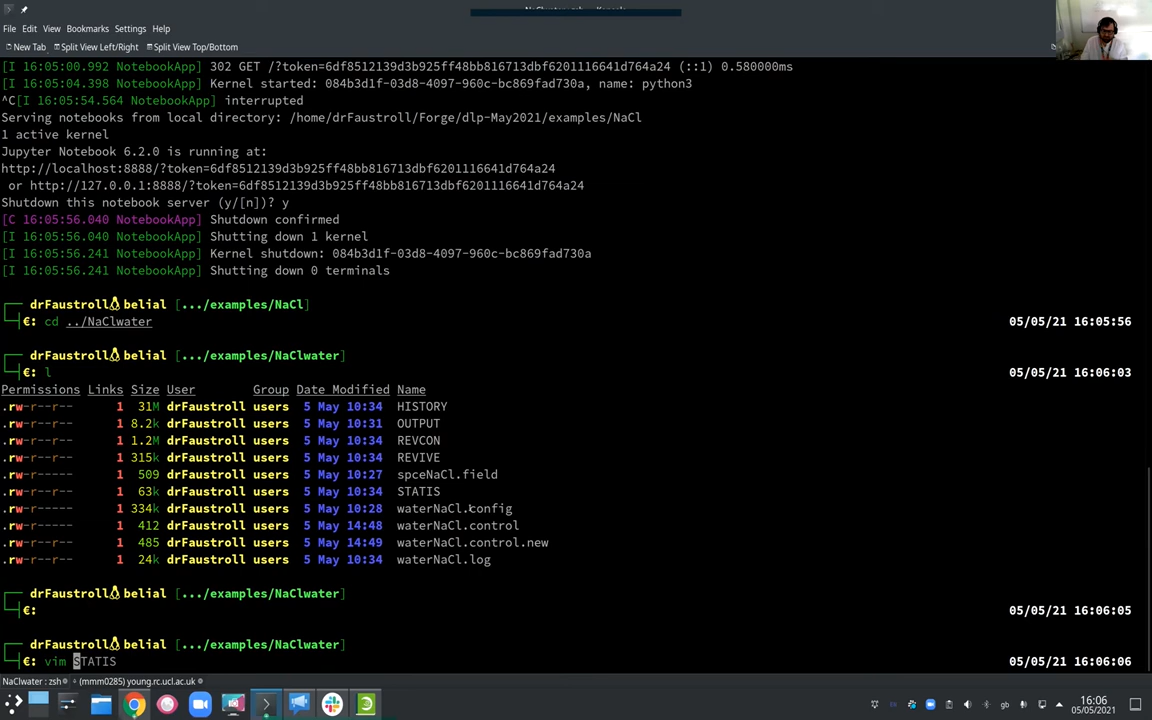 File Edit View Bookmarks Settings Help
New Tab Split View Left/Right Split View Top/Bottom
[I 16:05:00.992 NotebookApp] 302 GET /?token=6df8512139d3b925ff48bb816713dbf6201116641d764a24 (::1) 0.580000ms
[I 16:05:04.398 NotebookApp] Kernel started: 084b3d1f-03d8-4097-960c-bc869fad730a, name: python3
^C[I 16:05:54.564 NotebookApp] interrupted
Serving notebooks from local directory: /home/drFaustroll/Forge/dlp-May2021/examples/NaCl
1 active kernel
Jupyter Notebook 6.2.0 is running at:
http://localhost:8888/?token=6df8512139d3b925ff48bb816713dbf6201116641d764a24
or http://127.0.0.1:8888/?token=6df8512139d3b925ff48bb816713dbf6201116641d764a24
Shutdown this notebook server (y/[n])? y
[C 16:05:56.040 NotebookApp] Shutdown confirmed
[I 16:05:56.040 NotebookApp] Shutting down 1 kernel
[I 16:05:56.241 NotebookApp] Kernel shutdown: 084b3d1f-03d8-4097-960c-bc869fad730a
[I 16:05:56.241 NotebookApp] Shutting down 0 terminals
drFaustroll belial [.../examples/NaCl]
€: cd ../NaClwater 05/05/21 16:05:56
drFaustroll belial [.../examples/NaClwater]
€: l 05/05/21 16:06:03
Permissions Links Size User Group Date Modified Name
.rw-r--r-- 1 31M drFaustroll users 5 May 10:34 HISTORY
.rw-r--r-- 1 8.2k drFaustroll users 5 May 10:31 OUTPUT
.rw-r--r-- 1 1.2M drFaustroll users 5 May 10:34 REVCON
.rw-r--r-- 1 315k drFaustroll users 5 May 10:34 REVIVE
.rw-r--r-- 1 509 drFaustroll users 5 May 10:27 spceNaCl.field
.rw-r--r-- 1 63k drFaustroll users 5 May 10:34 STATIS
.rw-r----- 1 334k drFaustroll users 5 May 10:28 waterNaCl.config
.rw-r--r-- 1 412 drFaustroll users 5 May 14:48 waterNaCl.control
.rw-r--r-- 1 485 drFaustroll users 5 May 14:49 waterNaCl.control.new
.rw-r--r-- 1 24k drFaustroll users 5 May 10:34 waterNaCl.log
drFaustroll belial [.../examples/NaClwater]
€: 05/05/21 16:06:05
drFaustroll belial [.../examples/NaClwater]
€: vim STATIS 05/05/21 16:06:06
NaClwater : zsh (mmm0285) young.rc.ucl.ac.uk
gb 16:06
05/05/2021